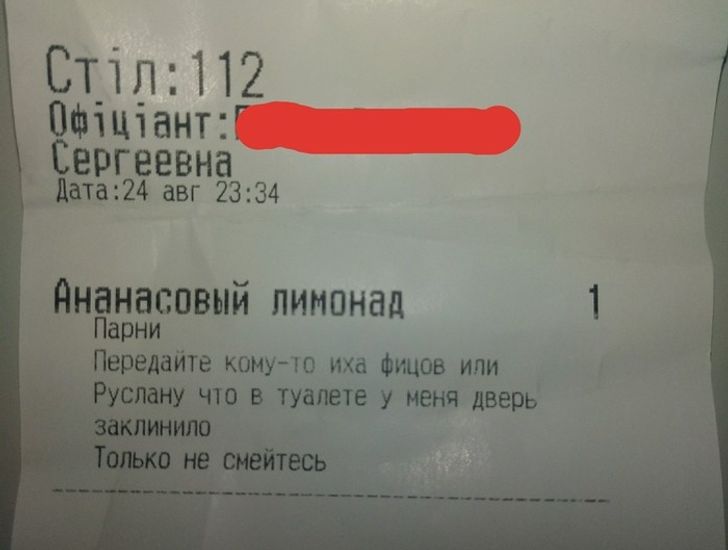 Стіл:112
Офіціант:
Сергеевна
Дата:24 авг 23:34
Ананасовый лимонад 1
Парни
Передайте кому-то иха фицов или
Руслану что в туалете у меня дверь
заклинило
Только не смейтесь